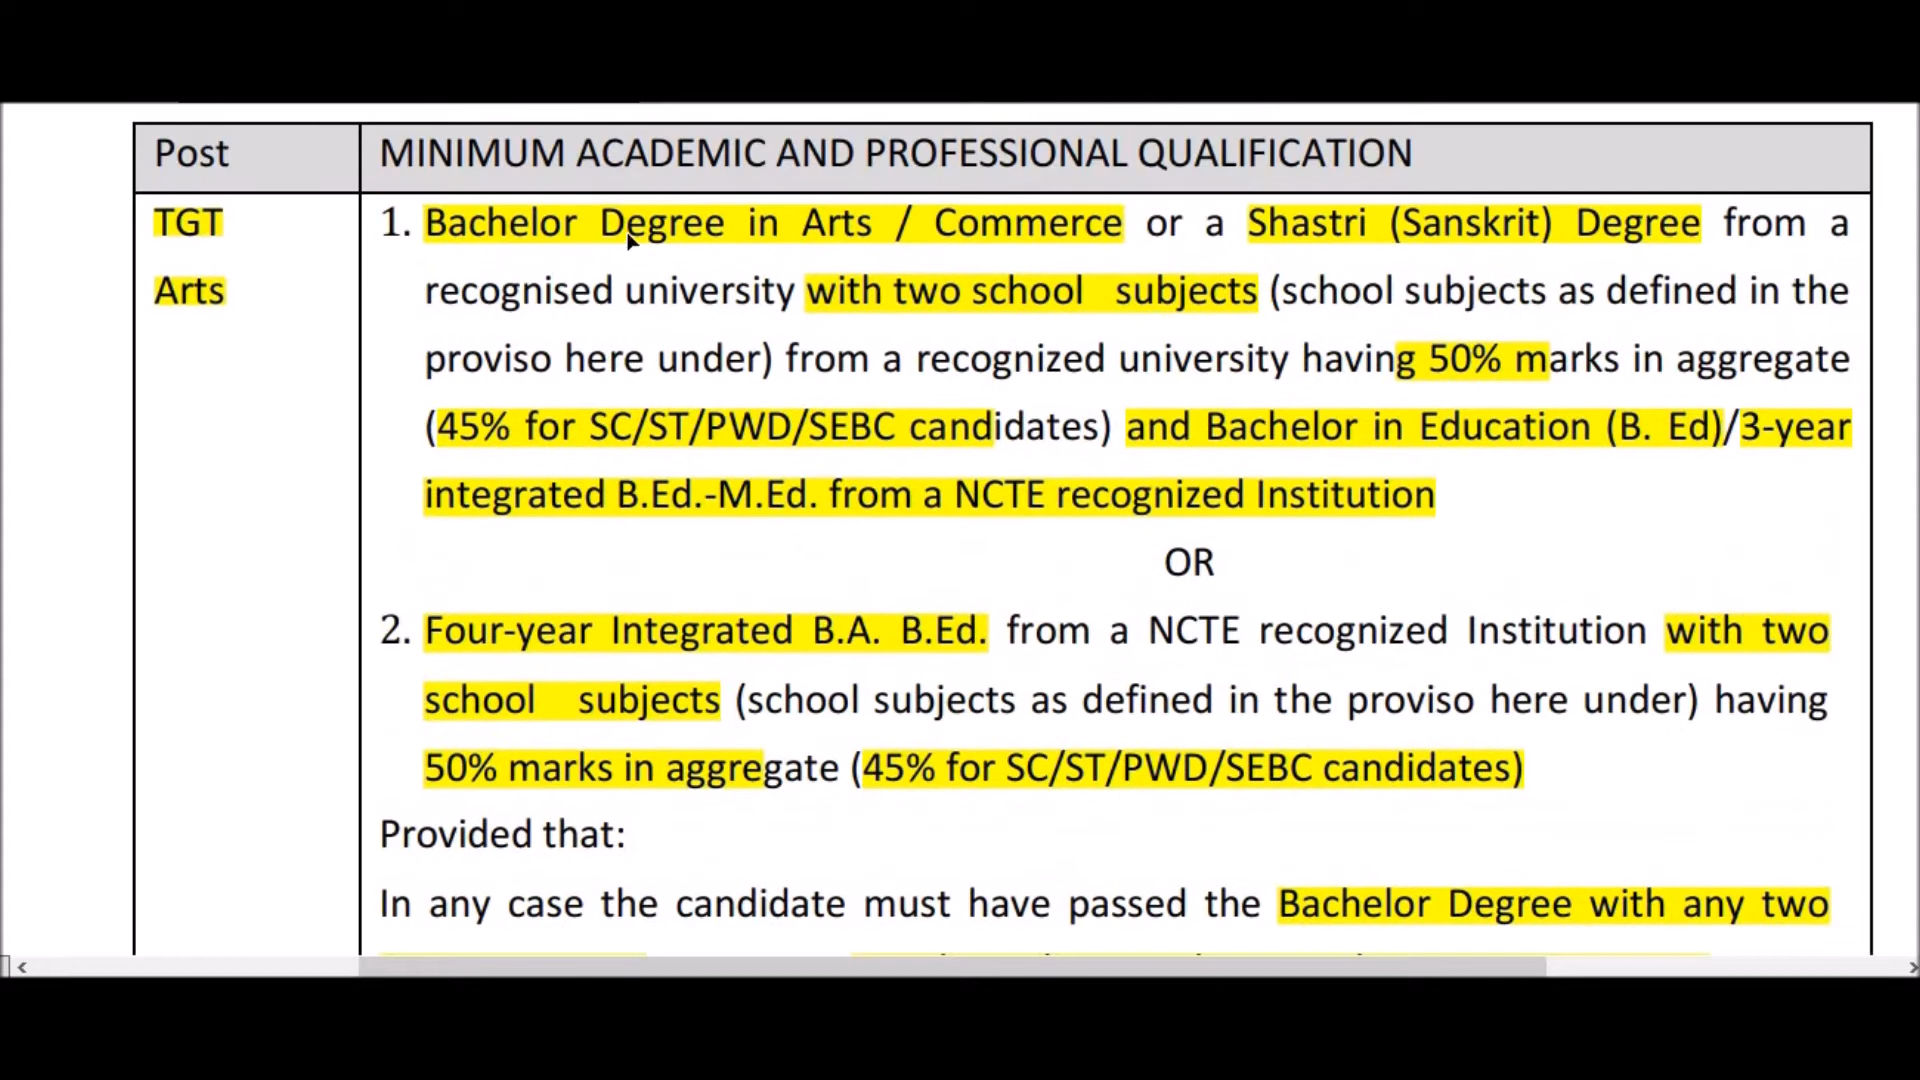 Post
MINIMUM ACADEMIC AND PROFESSIONAL QUALIFICATION
TGT
Arts
1. Bachelor Degree in Arts / Commerce or a Shastri (Sanskrit) Degree from a
recognised university with two school subjects (school subjects as defined in the
proviso here under) from a recognized university having 50% marks in aggregate
(45% for SC/ST/PWD/SEBC candidates) and Bachelor in Education (B. Ed)/3-year
integrated B.Ed.-M.Ed. from a NCTE recognized Institution
OR
2. Four-year Integrated B.A. B.Ed. from a NCTE recognized Institution with two
school subjects (school subjects as defined in the proviso here under) having
50% marks in aggregate (45% for SC/ST/PWD/SEBC candidates)
Provided that:
In any case the candidate must have passed the Bachelor Degree with any two